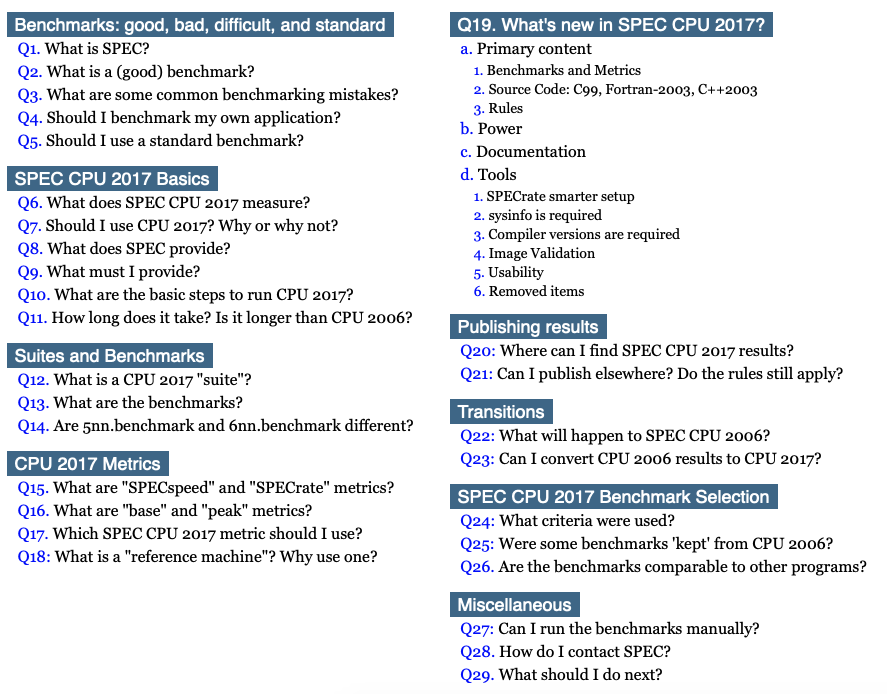 Benchmarks: good, bad, difficult, and standard
Q1. What is SPEC?
Q2. What is a (good) benchmark?
Q3. What are some common benchmarking mistakes?
Q4. Should I benchmark my own application?
Q5. Should I use a standard benchmark?
SPEC CPU 2017 Basics
Q6. What does SPEC CPU 2017 measure?
Q7. Should I use CPU 2017? Why or why not?
Q8. What does SPEC provide?
Q9. What must I provide?
Q10. What are the basic steps to run CPU 2017?
Q11. How long does it take? Is it longer than CPU 2006?
Suites and Benchmarks
Q12. What is a CPU 2017 "suite"?
Q13. What are the benchmarks?
Q14. Are 5nn.benchmark and 6nn.benchmark different?
CPU 2017 Metrics
Q15. What are "SPECspeed" and "SPECrate" metrics?
Q16. What are "base" and "peak" metrics?
Q17. Which SPEC CPU 2017 metric should I use?
Q18: What is a "reference machine"? Why use one?
Q19. What's new in SPEC CPU 2017?
a. Primary content
1. Benchmarks and Metrics
2. Source Code: C99, Fortran-2003, C++2003
3. Rules
b. Power
c. Documentation
d. Tools
1. SPECrate smarter setup
2. sysinfo is required
3. Compiler versions are required
4. Image Validation
5. Usability
6. Removed items
Publishing results
Q20: Where can I find SPEC CPU 2017 results?
Q21: Can I publish elsewhere? Do the rules still apply?
Transitions
Q22: What will happen to SPEC CPU 2006?
Q23: Can I convert CPU 2006 results to CPU 2017?
SPEC CPU 2017 Benchmark Selection
Q24: What criteria were used?
Q25: Were some benchmarks 'kept' from CPU 2006?
Q26. Are the benchmarks comparable to other programs?
Miscellaneous
Q27: Can I run the benchmarks manually?
Q28. How do I contact SPEC?
Q29. What should I do next?